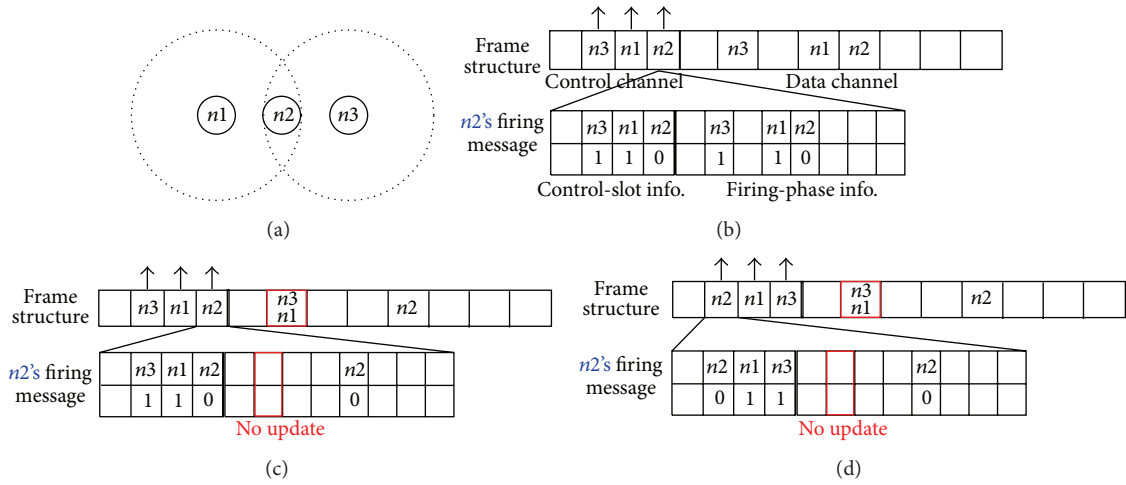 n1 n2 n3
(a)
Frame structure
n3 n1 n2 n3 n1 n2
Control channel Data channel
n2's firing message
n3 n1 n2 n3 n1 n2
1 1 0 1 1 0
Control-slot info. Firing-phase info.
(b)
Frame structure
n3 n1 n2 n3 n1 n2
n2's firing message
n3 n1 n2 n2
1 1 0 0
No update
(c)
Frame structure
n2 n1 n3 n3 n1 n2
n2's firing message
n2 n1 n3 n2
0 1 1 0
No update
(d)